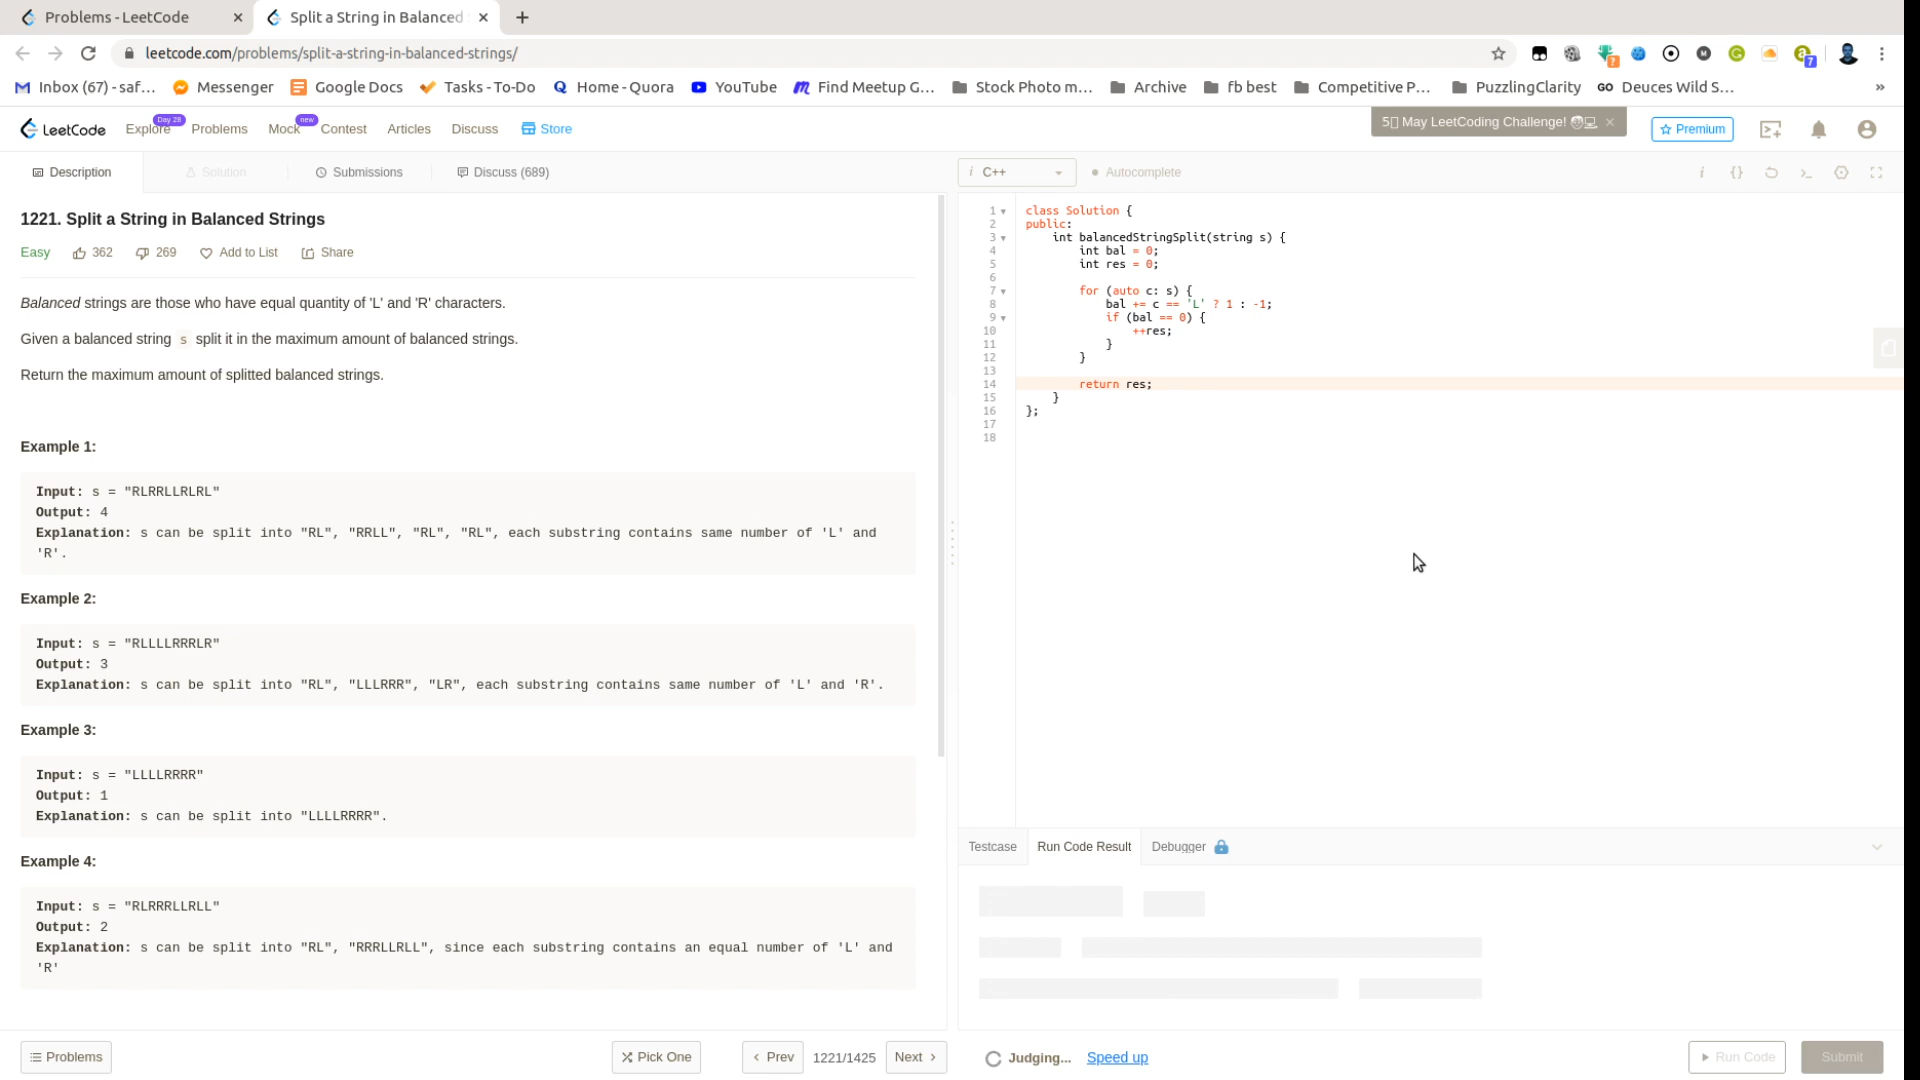 Problems - LeetCode
Split a String in Balanced
leetcode.com/problems/split-a-string-in-balanced-strings/
?
7
Inbox (67) - saf...
Messenger
Google Docs
Tasks - To-Do
Home - Quora
YouTube
Find Meetup G...
Stock Photo m...
Archive
fb best
Competitive P...
PuzzlingClarity
GO Deuces Wild S...
»
LeetCode
Explore
Day 28
Problems
Mock
new
Contest
Articles
Discuss
Store
May LeetCoding Challenge!
Premium
Description
Solution
Submissions
Discuss (689)
i C++
Autocomplete
1221. Split a String in Balanced Strings
Easy
362
269
Add to List
Share
Balanced strings are those who have equal quantity of 'L' and 'R' characters.
Given a balanced string s split it in the maximum amount of balanced strings.
Return the maximum amount of splitted balanced strings.
Example 1:
Input: s = "RLRRLLRLRL"
Output: 4
Explanation: s can be split into "RL", "RRLL", "RL", "RL", each substring contains same number of 'L' and
'R'.
Example 2:
Input: s = "RLLLLRRRLR"
Output: 3
Explanation: s can be split into "RL", "LLLRRR", "LR", each substring contains same number of 'L' and 'R'.
Example 3:
Input: s = "LLLLRRRR"
Output: 1
Explanation: s can be split into "LLLLRRRR".
Example 4:
Input: s = "RLRRRLLRLL"
Output: 2
Explanation: s can be split into "RL", "RRRLLRLL", since each substring contains an equal number of 'L' and
'R'
1 class Solution {
2 public:
3 int balancedStringSplit(string s) {
4 int bal = 0;
5 int res = 0;
6
7 for (auto c: s) {
8 bal += c == 'L' ? 1 : -1;
9 if (bal == 0) {
10 ++res;
11 }
12 }
13
14 return res;
15 }
16 };
17
18
Testcase
Run Code Result
Debugger
Problems
Pick One
Prev
1221/1425
Next
Judging...
Speed up
Run Code
Submit